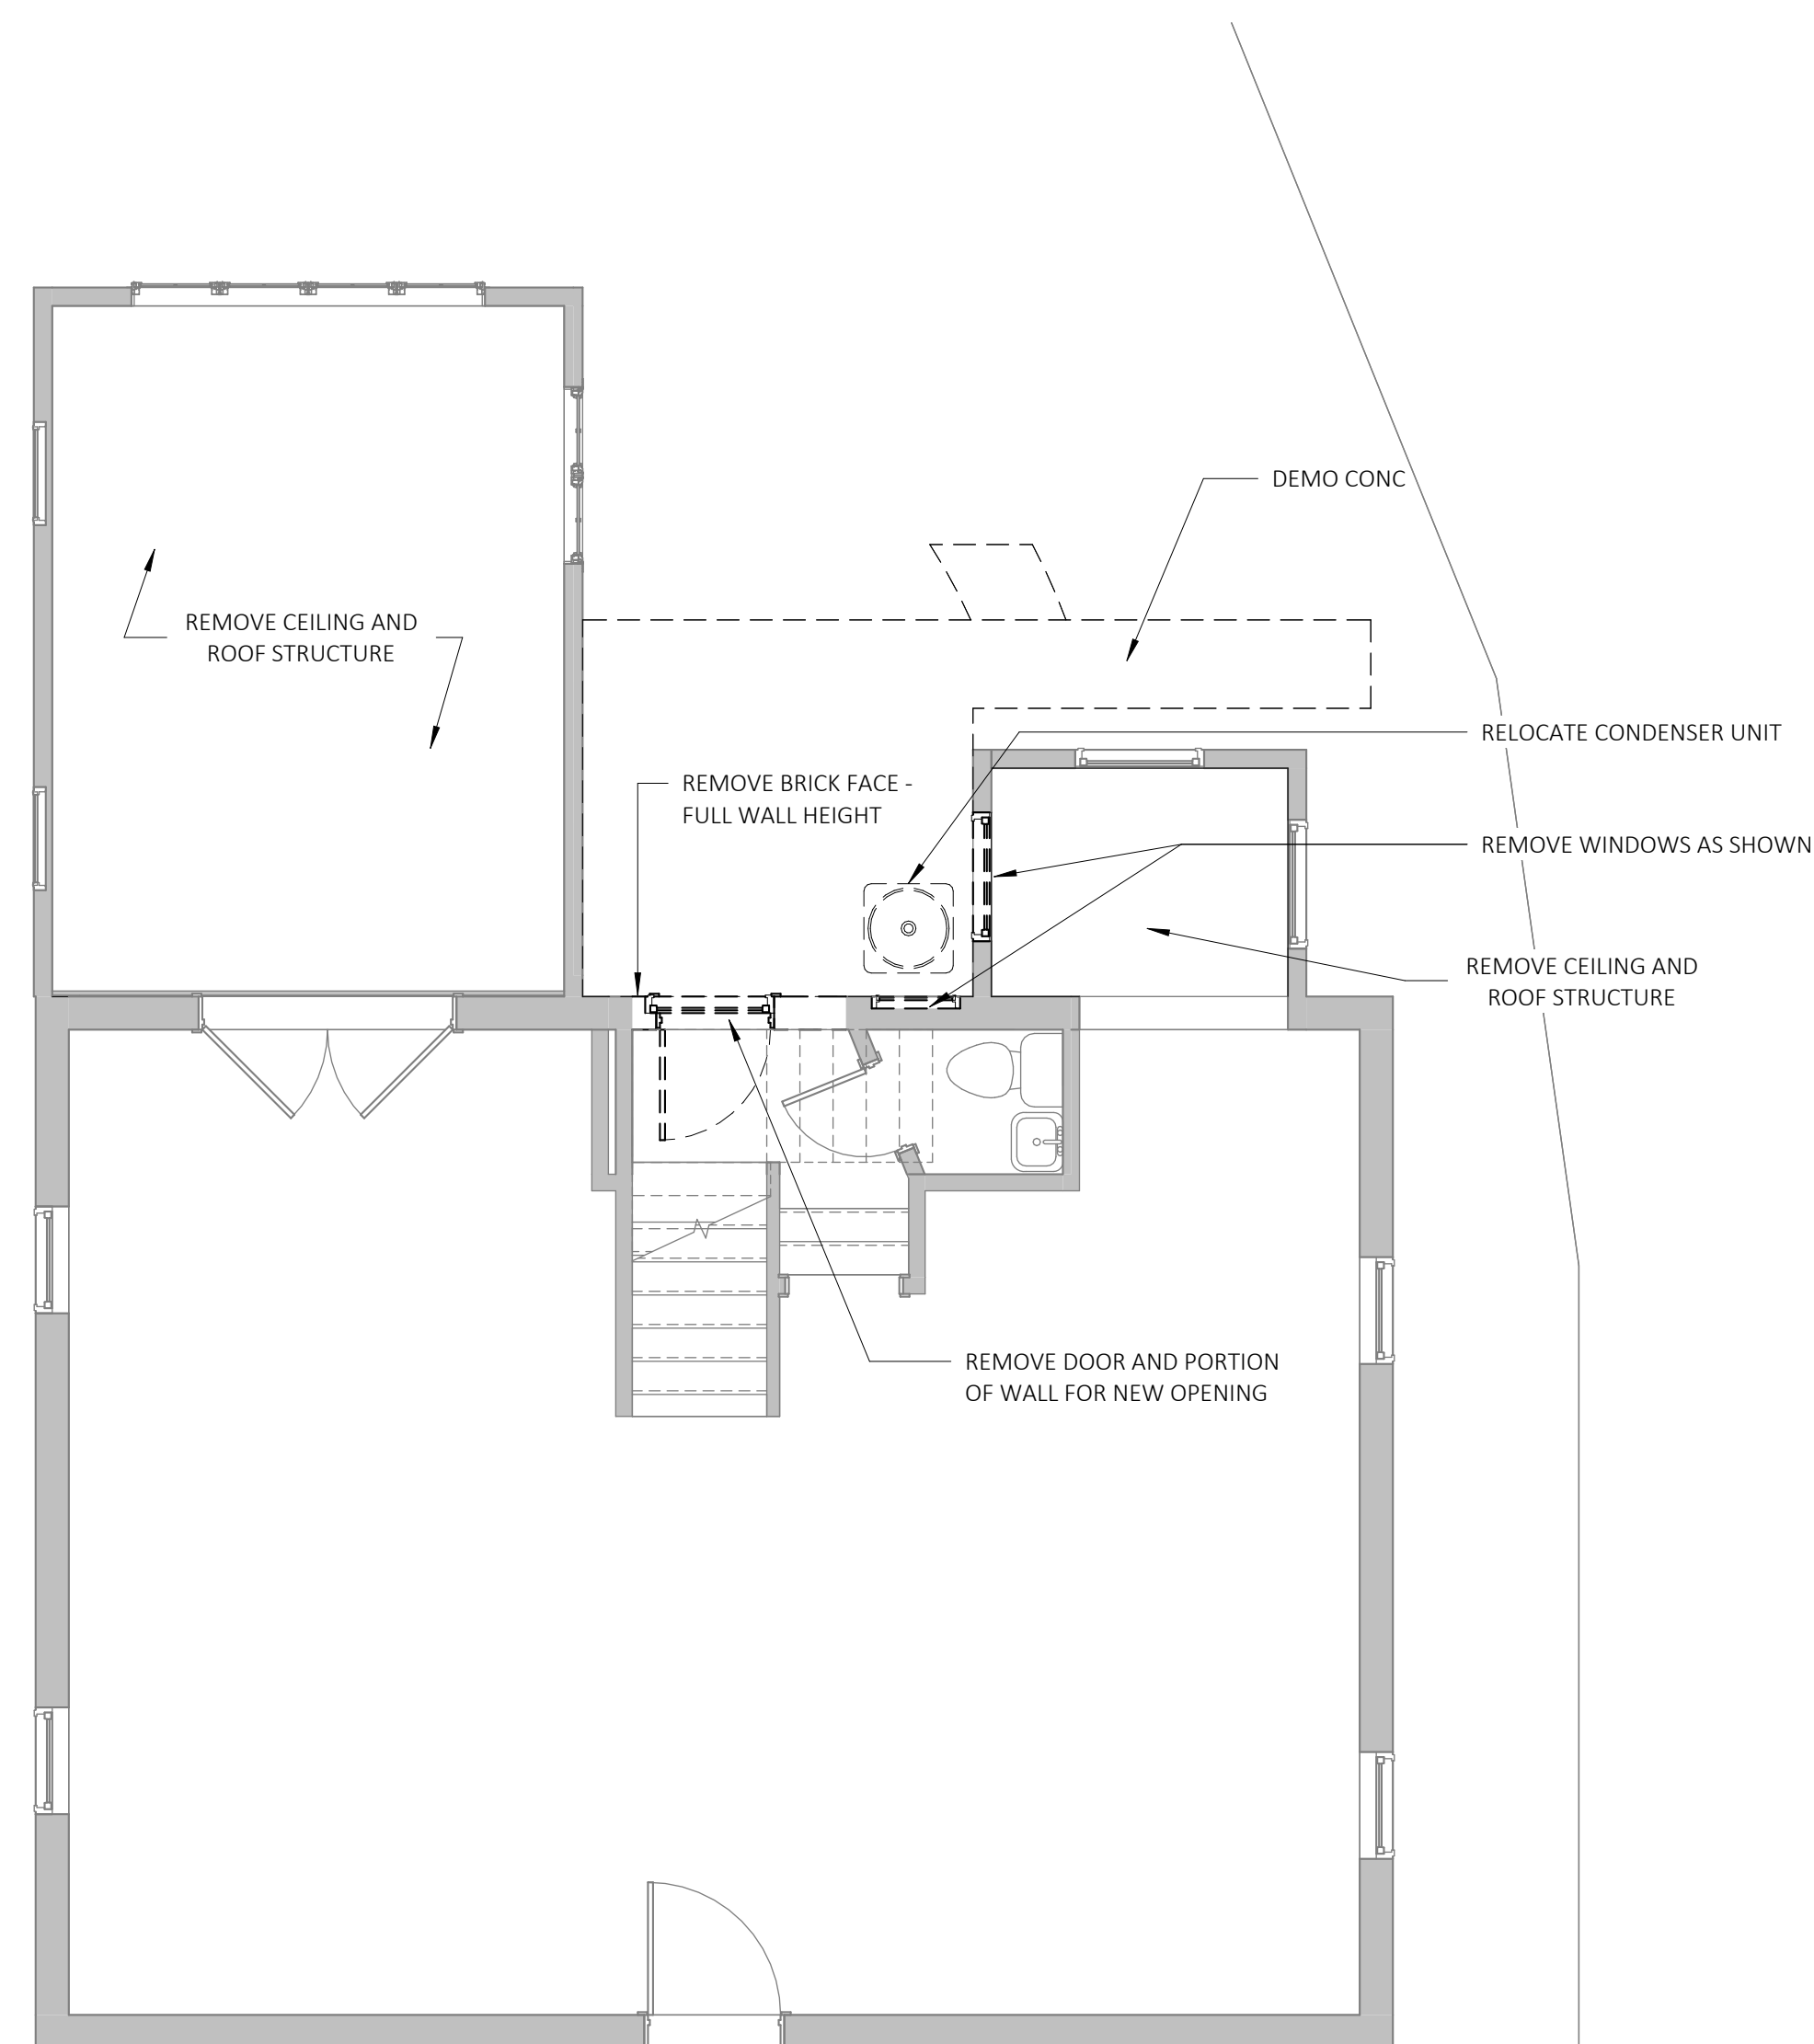 DEMO CONC
REMOVE CEILING AND
ROOF STRUCTURE
RELOCATE CONDENSER UNIT
REMOVE BRICK FACE -
FULL WALL HEIGHT
REMOVE WINDOWS AS SHOWN
REMOVE CEILING AND
ROOF STRUCTURE
REMOVE DOOR AND PORTION
OF WALL FOR NEW OPENING